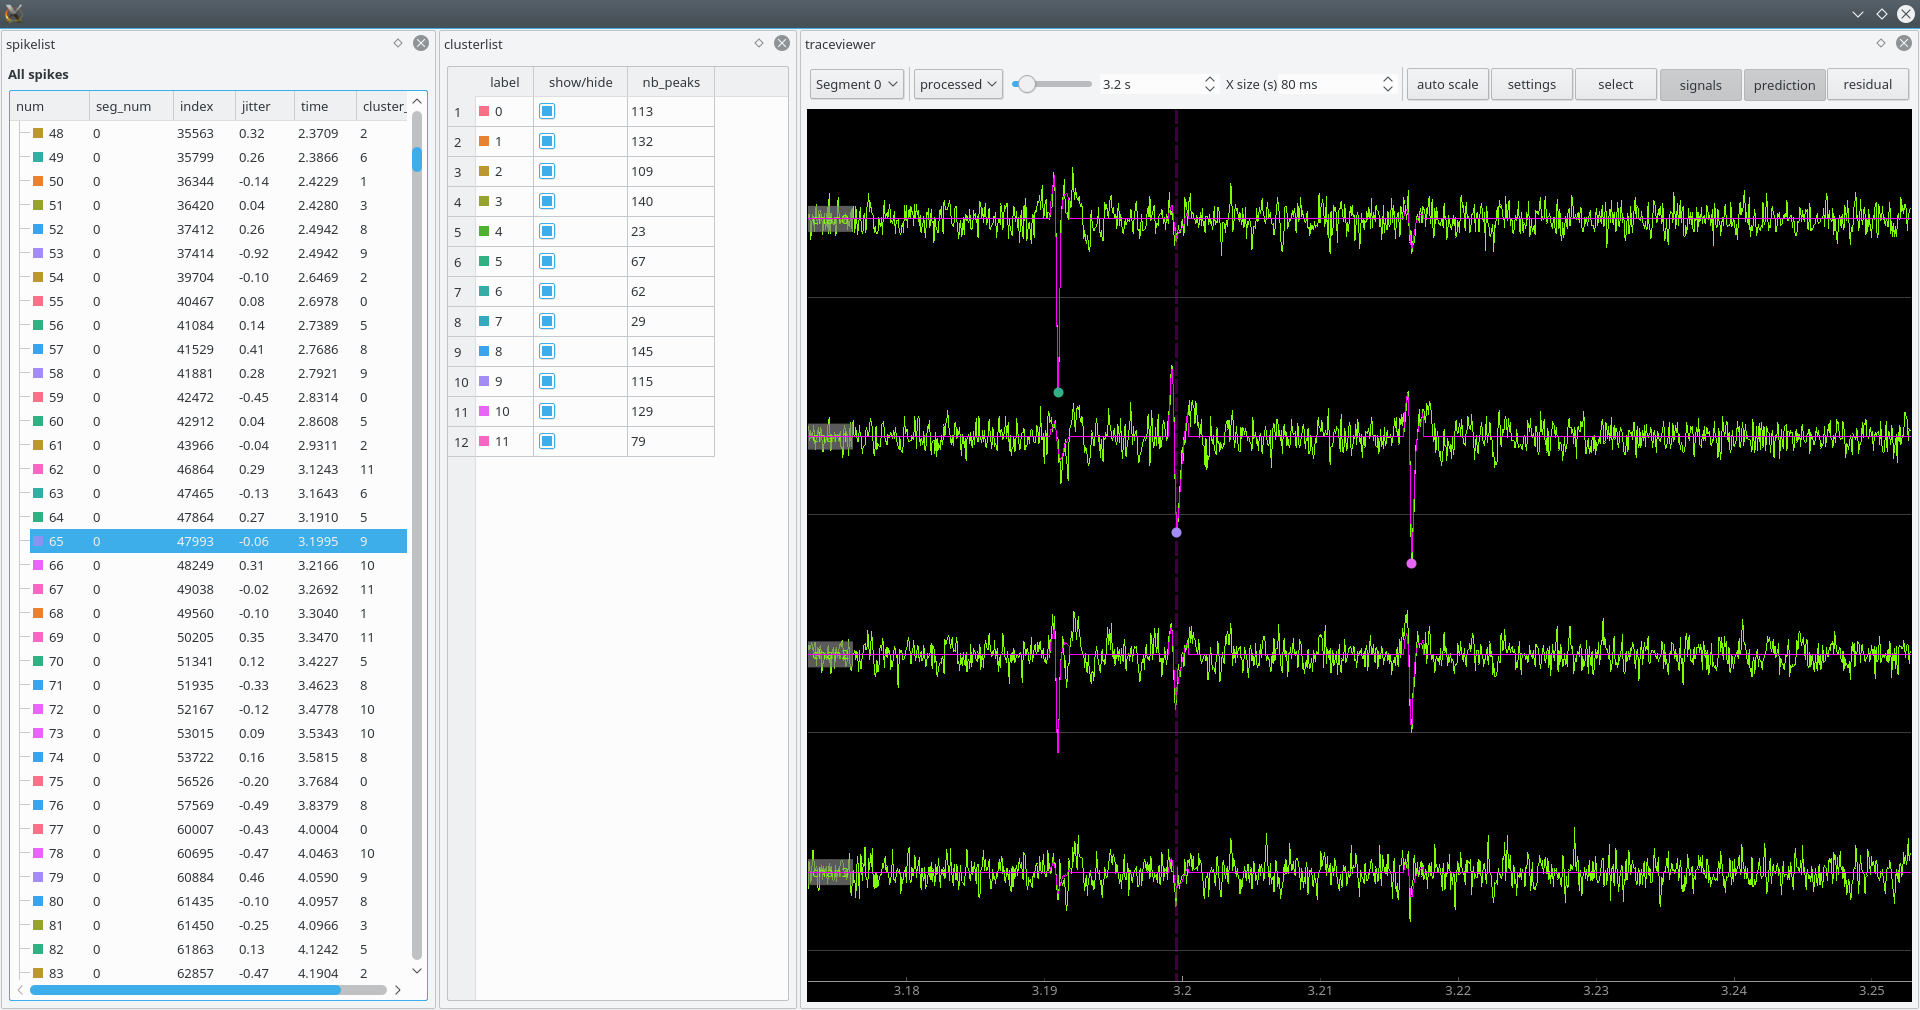 spikelist
All spikes
num seg_num index jitter time cluster_
48 0 35563 0.32 2.3709 2
49 0 35799 0.26 2.3866 6
50 0 36344 -0.14 2.4229 1
51 0 36420 0.04 2.4280 3
52 0 37412 0.26 2.4942 8
53 0 37414 -0.92 2.4942 9
54 0 39704 -0.10 2.6469 2
55 0 40467 0.08 2.6978 0
56 0 41084 0.14 2.7389 5
57 0 41529 0.41 2.7686 8
58 0 41881 0.28 2.7921 9
59 0 42472 -0.45 2.8314 0
60 0 42912 0.04 2.8608 5
61 0 43966 -0.04 2.9311 2
62 0 46864 0.29 3.1243 11
63 0 47465 -0.13 3.1643 6
64 0 47864 0.27 3.1910 5
65 0 47993 -0.06 3.1995 9
66 0 48249 0.31 3.2166 10
67 0 49038 -0.02 3.2692 11
68 0 49560 -0.10 3.3040 1
69 0 50205 0.35 3.3470 11
70 0 51341 0.12 3.4227 5
71 0 51935 -0.33 3.4623 8
72 0 52167 -0.12 3.4778 10
73 0 53015 0.09 3.5343 10
74 0 53722 0.16 3.5815 8
75 0 56526 -0.20 3.7684 0
76 0 57569 -0.49 3.8379 8
77 0 60007 -0.43 4.0004 0
78 0 60695 -0.47 4.0463 10
79 0 60884 0.46 4.0590 9
80 0 61435 -0.10 4.0957 8
81 0 61450 -0.25 4.0966 3
82 0 61863 0.13 4.1242 5
83 0 62857 -0.47 4.1904 2
clusterlist
label show/hide nb_peaks
1 0 113
2 1 132
3 2 109
4 3 140
5 4 23
6 5 67
7 6 62
8 7 29
9 8 145
10 9 115
11 10 129
12 11 79
traceviewer
Segment 0 processed 3.2 s X size (s) 80 ms auto scale settings select signals prediction residual
3.18 3.19 3.2 3.21 3.22 3.23 3.24 3.25